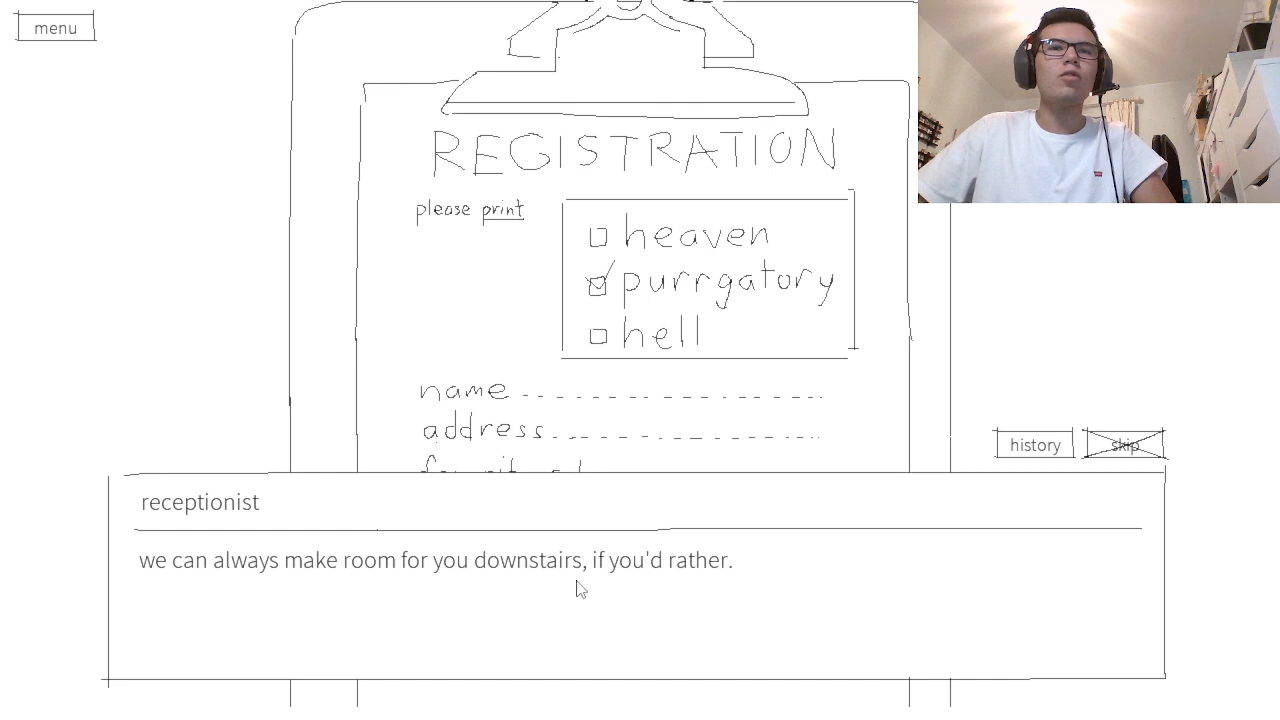 menu
REGISTRATION
please print
heaven
purrgatory
hell
name
address
history
skip
receptionist
we can always make room for you downstairs, if you'd rather.